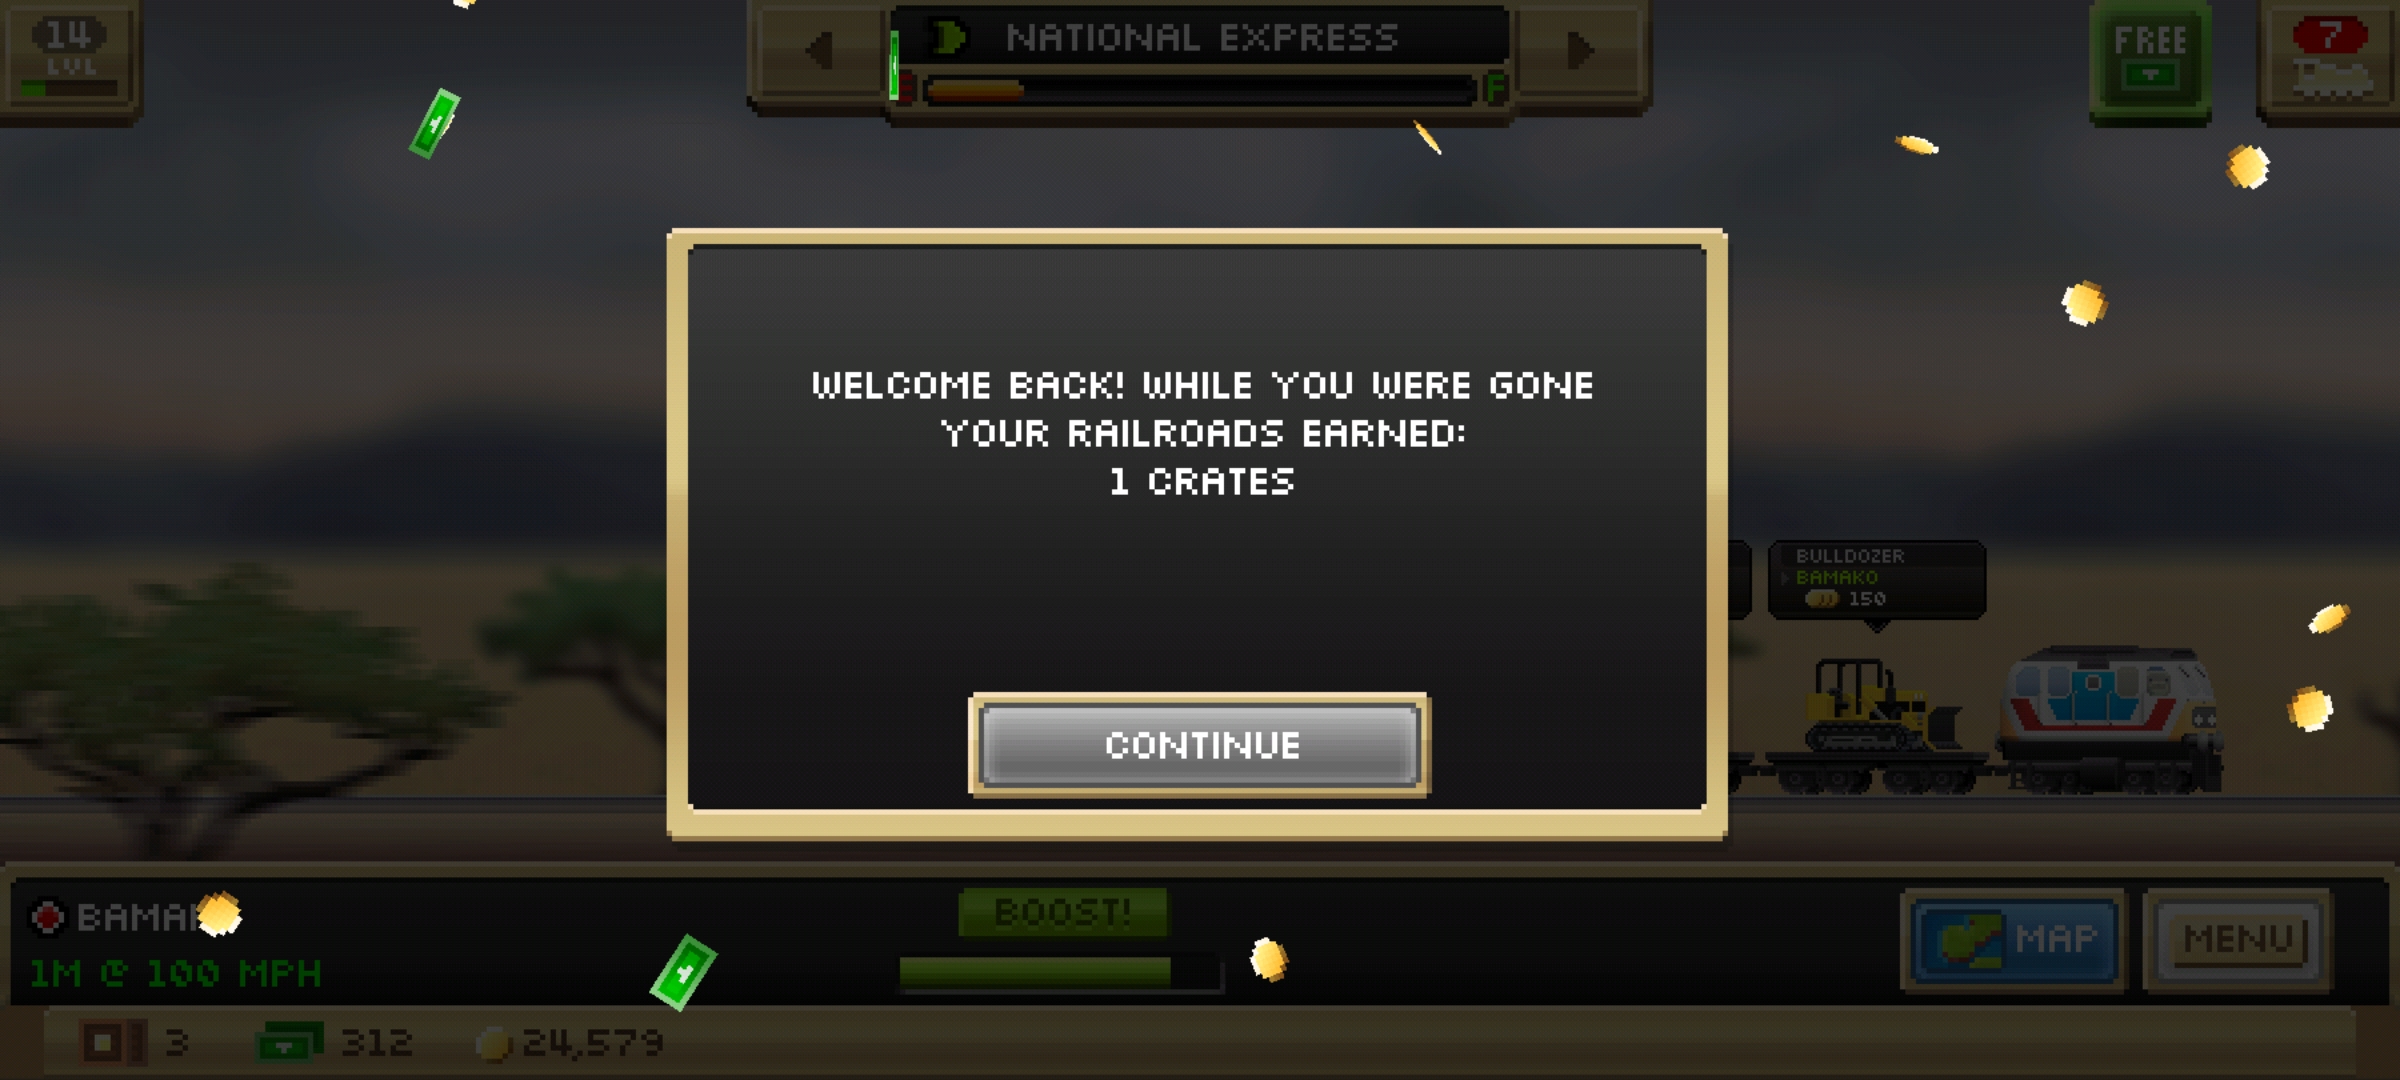 14
LVL
NATIONAL EXPRESS
F
FREE
7
WELCOME BACK! WHILE YOU WERE GONE
YOUR RAILROADS EARNED:
1 CRATES
CONTINUE
BULLDOZER
BAMAKO
150
1M @ 100 MPH
BOOST!
MAP
MENU
3
312
24,579